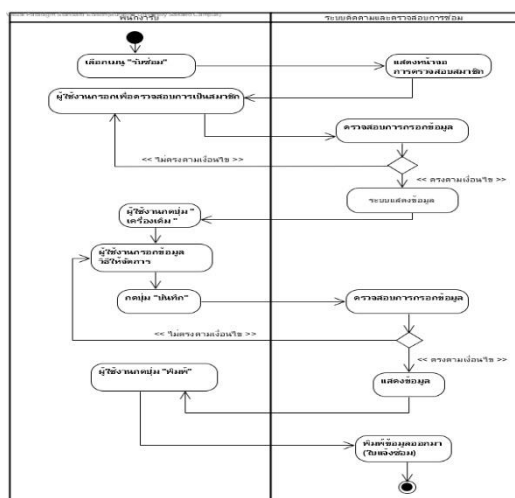 พนักงานรับ
ระบบติดตามและตรวจสอบการซ่อม
เลือกเมนู "รับซ่อม"
แสดงหน้าจอ
การตรวจสอบสมาชิก
ผู้ใช้งานกรอกเพื่อตรวจสอบการเป็นสมาชิก
ตรวจสอบการกรอกข้อมูล
<< ไม่ตรงตามเงื่อนไข >>
<< ตรงตามเงื่อนไข >>
ระบบแสดงข้อมูล
ผู้ใช้งานกดปุ่ม "
เครื่องเดิม "
ผู้ใช้งานกรอกข้อมูล
วิธีให้จัดการ
กดปุ่ม "บันทึก"
ตรวจสอบการกรอกข้อมูล
<< ไม่ตรงตามเงื่อนไข >>
<< ตรงตามเงื่อนไข >>
ผู้ใช้งานกดปุ่ม "พิมพ์"
แสดงข้อมูล
พิมพ์ข้อมูลออกมา
(ใบแจ้งซ่อม)